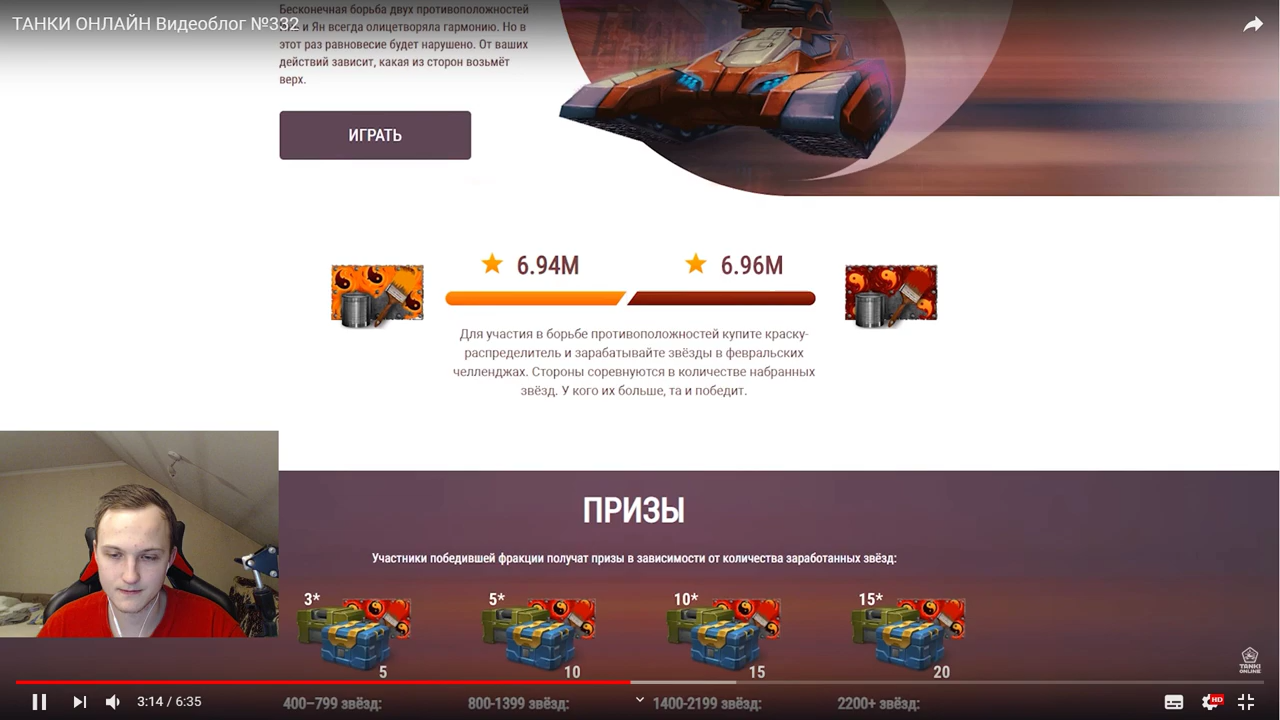 ТАНКИ ОНЛАЙН Видеоблог №332
Бесконечная борьба двух противоположностей
и Ян всегда олицетворяла гармонию. Но в
этот раз равновесие будет нарушено. От ваших
действий зависит, какая из сторон возьмёт
верх.
ИГРАТЬ
6.94M
6.96M
Для участия в борьбе противоположностей купите краску-
распределитель и зарабатывайте звёзды в февральских
челленджах. Стороны соревнуются в количестве набранных
звёзд. У кого их больше, та и победит.
ПРИЗЫ
Участники победившей фракции получат призы в зависимости от количества заработанных звёзд:
3*
5*
10*
15*
5
10
15
20
TANKI
ONLINE
3:14 / 6:35
HD
400–799 звёзд:
800-1399 звёзд:
1400-2199 звёзд:
2200+ звёзд: